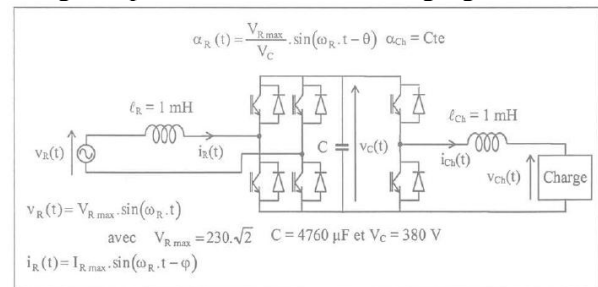 α_R (t) = V_R max / V_C . sin(ω_R . t − θ) α_Ch = Cte
ℓ_R = 1 mH
ℓ_Ch = 1 mH
v_R(t)
i_R(t)
C
v_C(t)
i_Ch(t)
v_Ch(t)
Charge
v_R (t) = V_R max . sin(ω_R . t)
avec V_R max = 230.√2 C = 4760 µF et V_C = 380 V
i_R (t) = I_R max . sin(ω_R . t − φ)